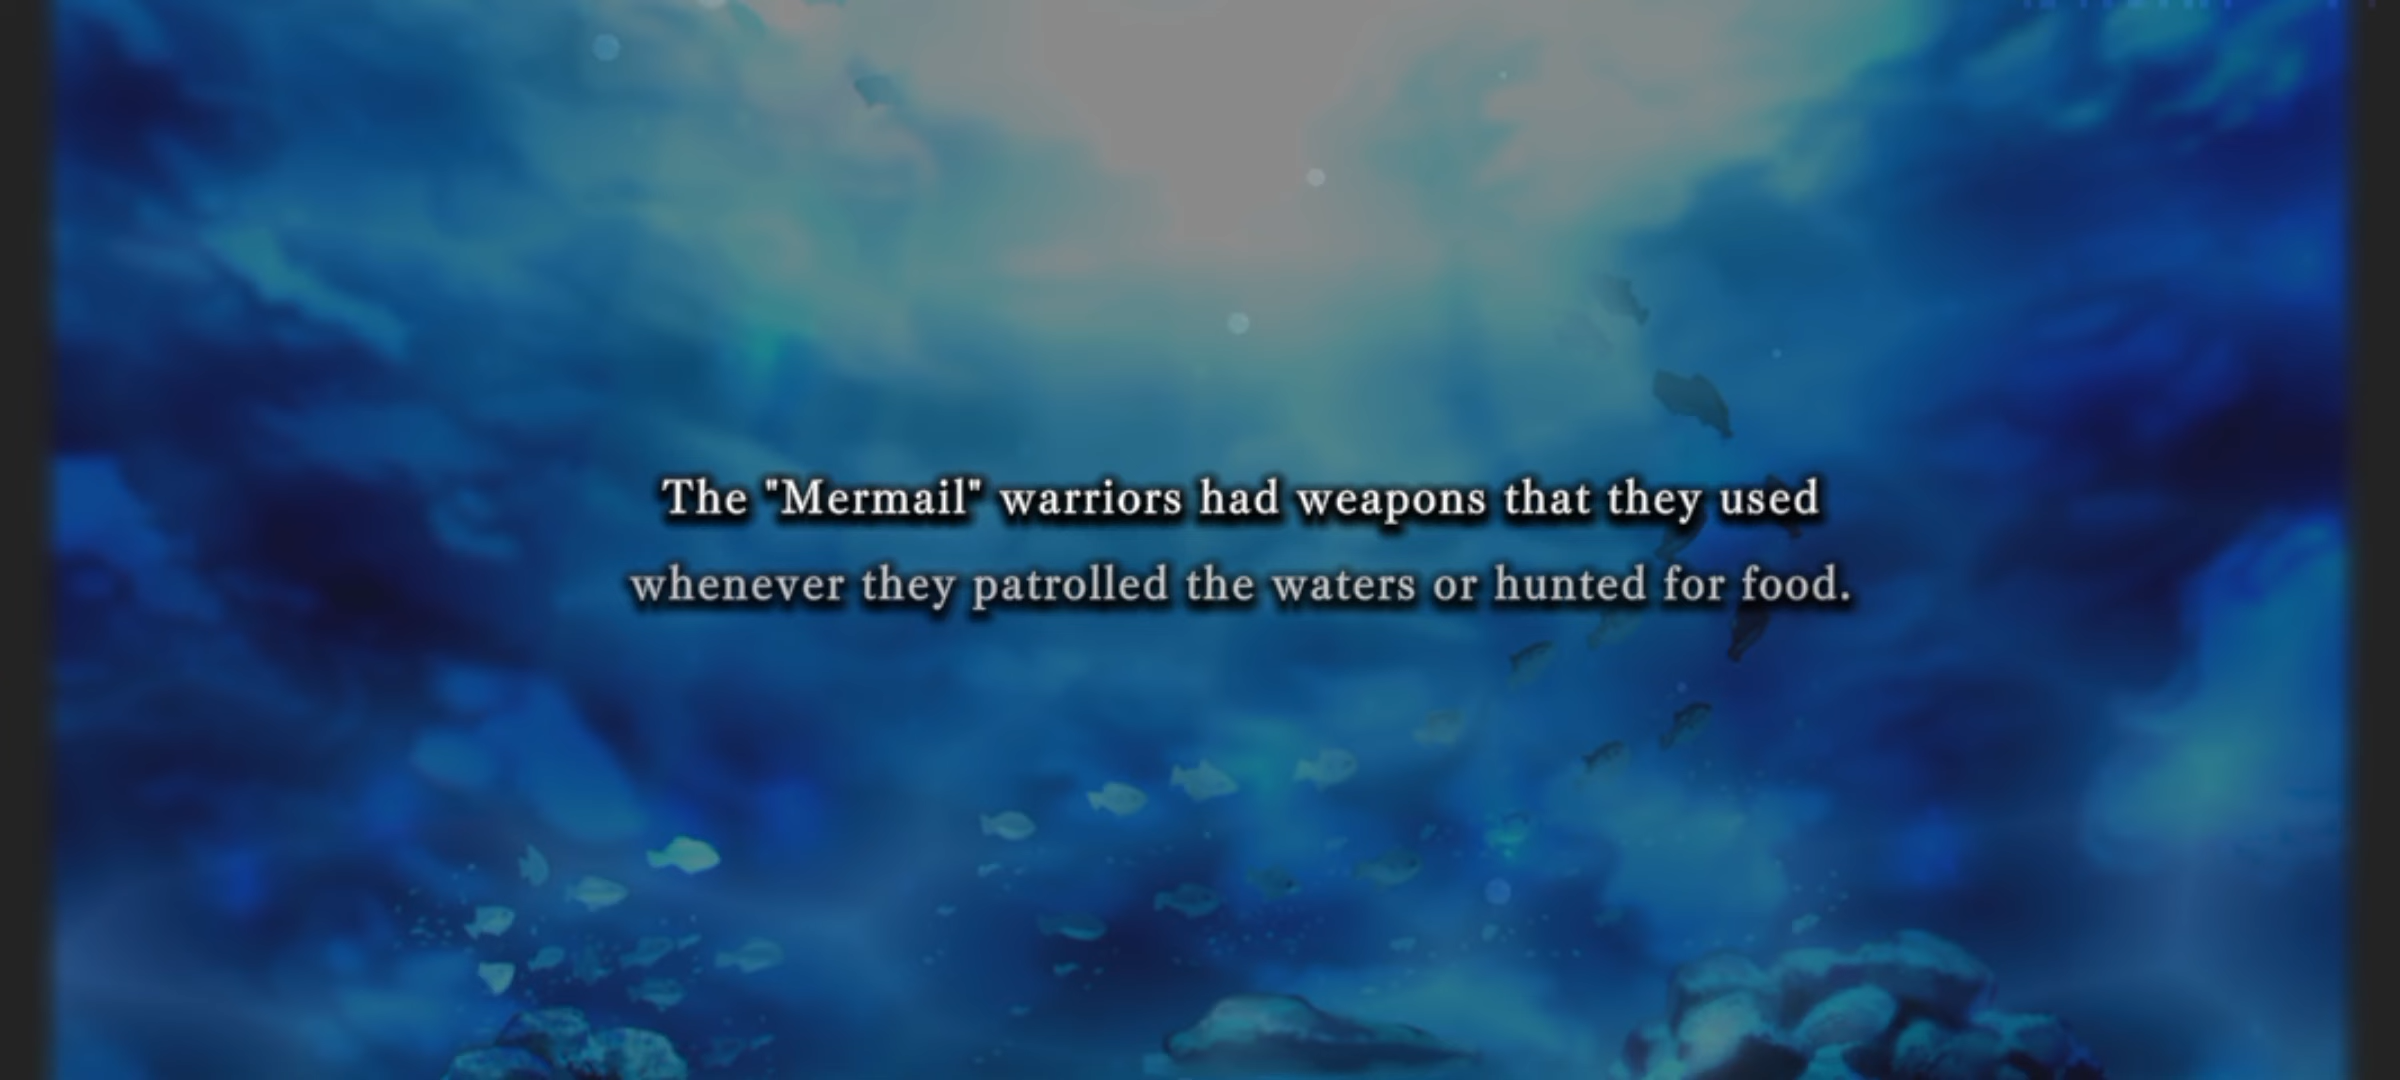 The "Mermail" warriors had weapons that they used
whenever they patrolled the waters or hunted for food.